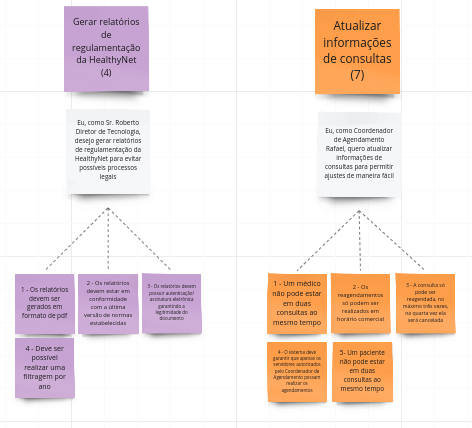 Gerar relatórios
de
regulamentação
da HealthyNet
(4)
Atualizar
informações
de consultas
(7)
Eu, como Sr. Roberto
Diretor de Tecnologia,
desejo gerar relatórios
de regulamentação da
HealthyNet para evitar
possíveis processos
legais
Eu, como Coordenador
de Agendamento
Rafael, quero atualizar
informações de
consultas para permitir
ajustes de maneira fácil
1 - Os relatórios
devem ser
gerados em
formato de pdf
2 - Os relatórios
devem estar em
conformidade
com a última
versão de normas
estabelecidas
3 - Os relatórios devem
possuir autenticação/
assinatura eletrônica
garantindo a
legitimidade do
documento
4 - Deve ser
possível
realizar uma
filtragem por
ano
1 - Um médico
não pode estar
em duas
consultas ao
mesmo tempo
2 - Os
reagendamentos
só podem ser
realizados em
horário comercial
3 - A consulta só
pode ser
reagendada, no
máximo três vezes,
na quarta vez ela
será cancelada
4 - O sistema deve
garantir que apenas os
servidores autorizados
pelo Coordenador de
Agendamento possam
realizar os
agendamentos
5- Um paciente
não pode estar
em duas
consultas ao
mesmo tempo